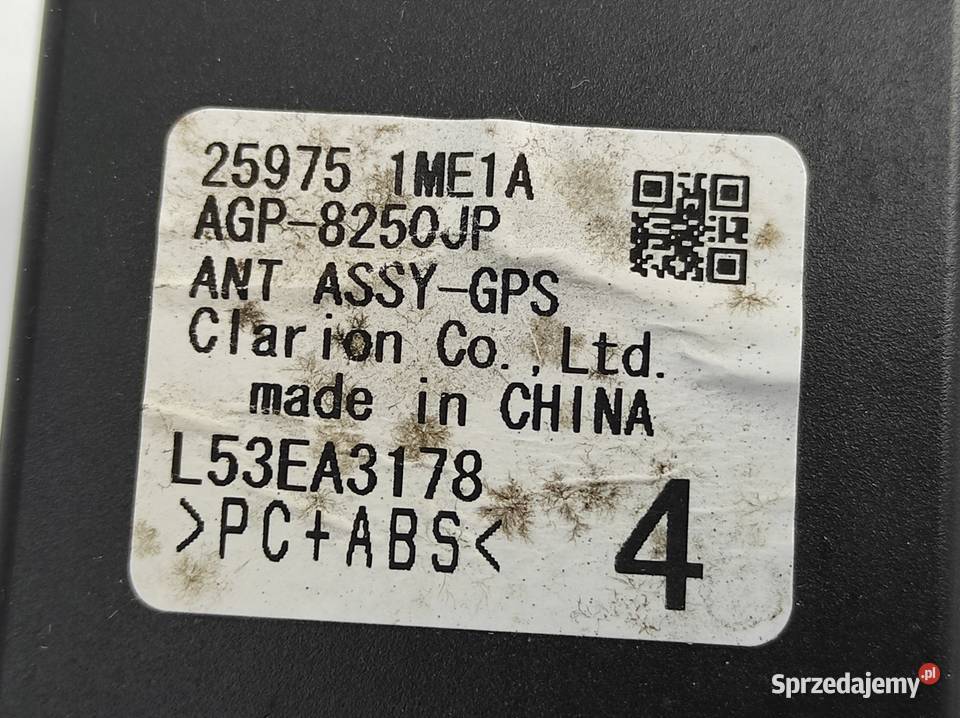 25975 1ME1A
AGP-8250JP
ANT ASSY-GPS
Clarion Co.,Ltd.
made in CHINA
L53EA3178
>PC+ABS<
4
Sprzedajemy.pl